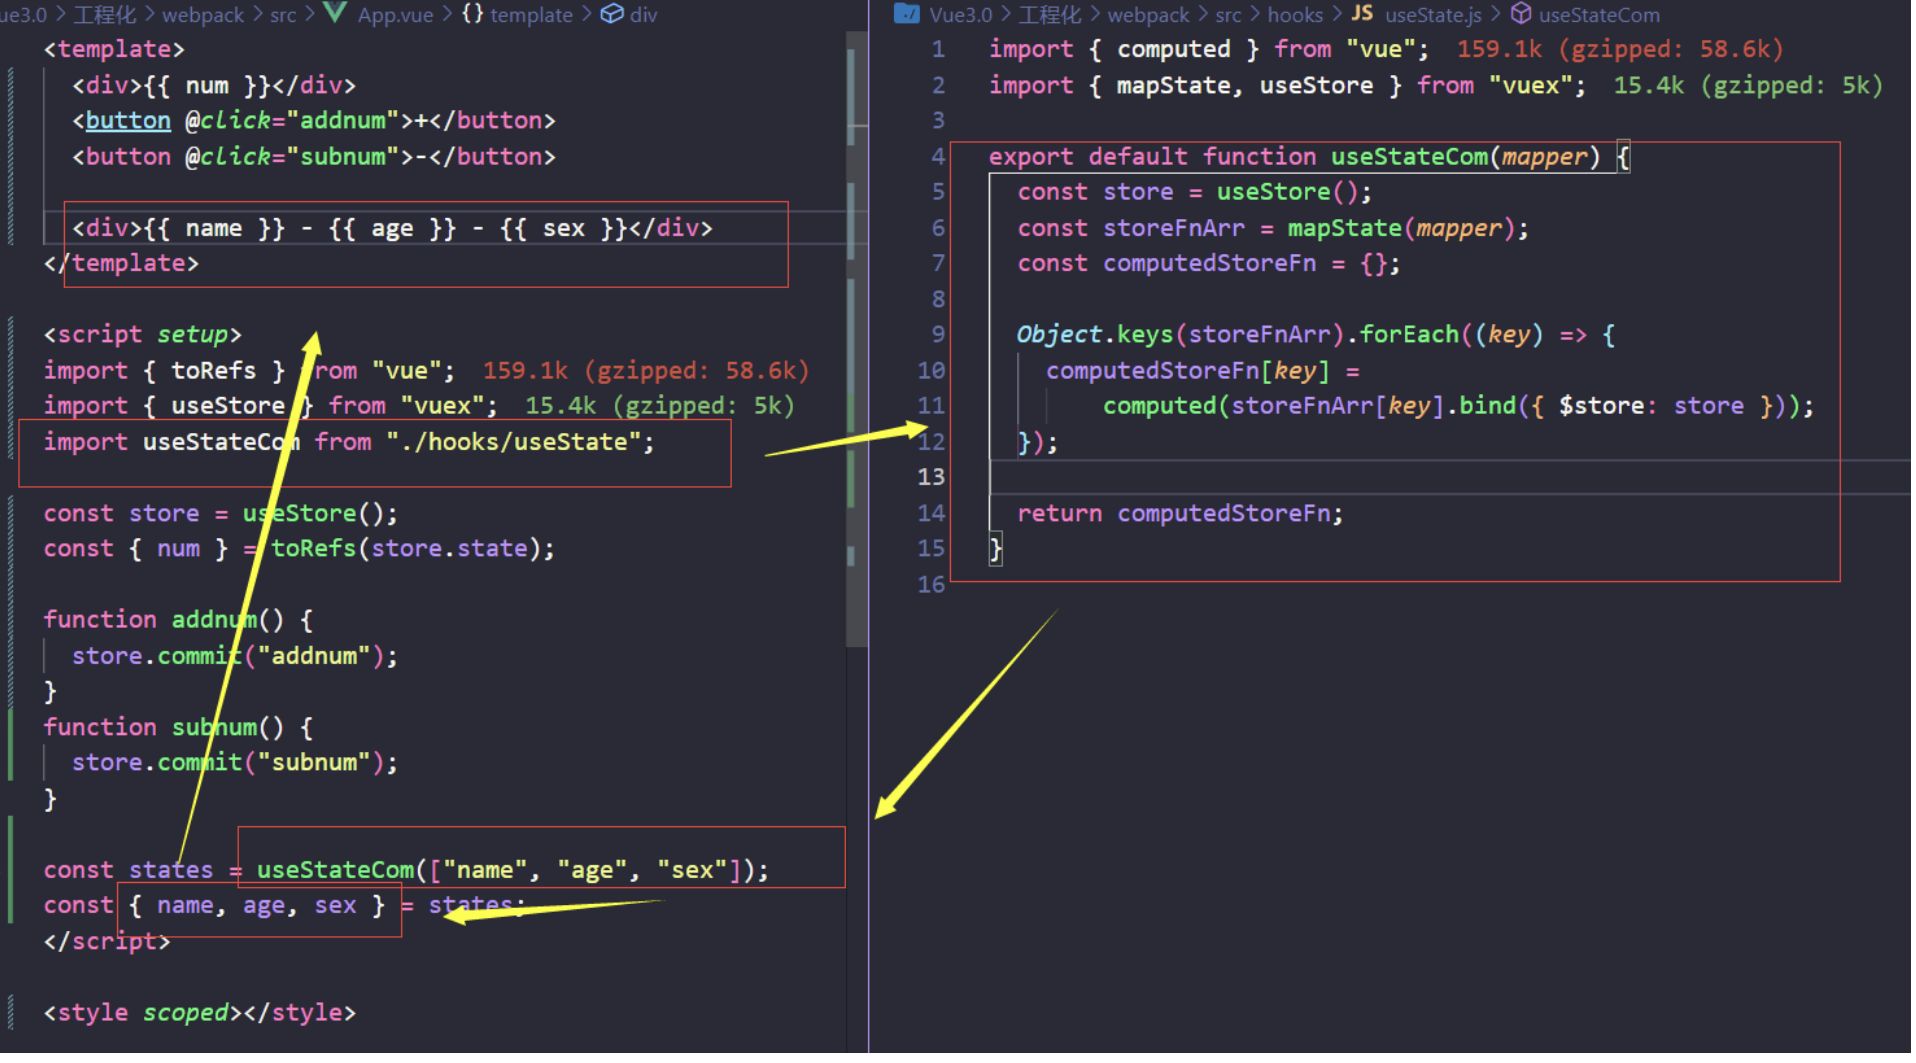 ue3.0 > 工程化 > webpack > src > App.vue > {} template > div
<template>
  <div>{{ num }}</div>
  <button @click="addnum">+</button>
  <button @click="subnum">-</button>
  <div>{{ name }} - {{ age }} - {{ sex }}</div>
</template>
<script setup>
import { toRefs } from "vue"; 159.1k (gzipped: 58.6k)
import { useStore } from "vuex"; 15.4k (gzipped: 5k)
import useStateCom from "./hooks/useState";
const store = useStore();
const { num } = toRefs(store.state);
function addnum() {
  store.commit("addnum");
}
function subnum() {
  store.commit("subnum");
}
const states = useStateCom(["name", "age", "sex"]);
const { name, age, sex } = states;
</script>
<style scoped></style>
Vue3.0 > 工程化 > webpack > src > hooks > JS useState.js > useStateCom
1 import { computed } from "vue"; 159.1k (gzipped: 58.6k)
2 import { mapState, useStore } from "vuex"; 15.4k (gzipped: 5k)
3
4 export default function useStateCom(mapper) {
5   const store = useStore();
6   const storeFnArr = mapState(mapper);
7   const computedStoreFn = {};
8
9   Object.keys(storeFnArr).forEach((key) => {
10     computedStoreFn[key] =
11         computed(storeFnArr[key].bind({ $store: store }));
12   });
13
14   return computedStoreFn;
15 }
16